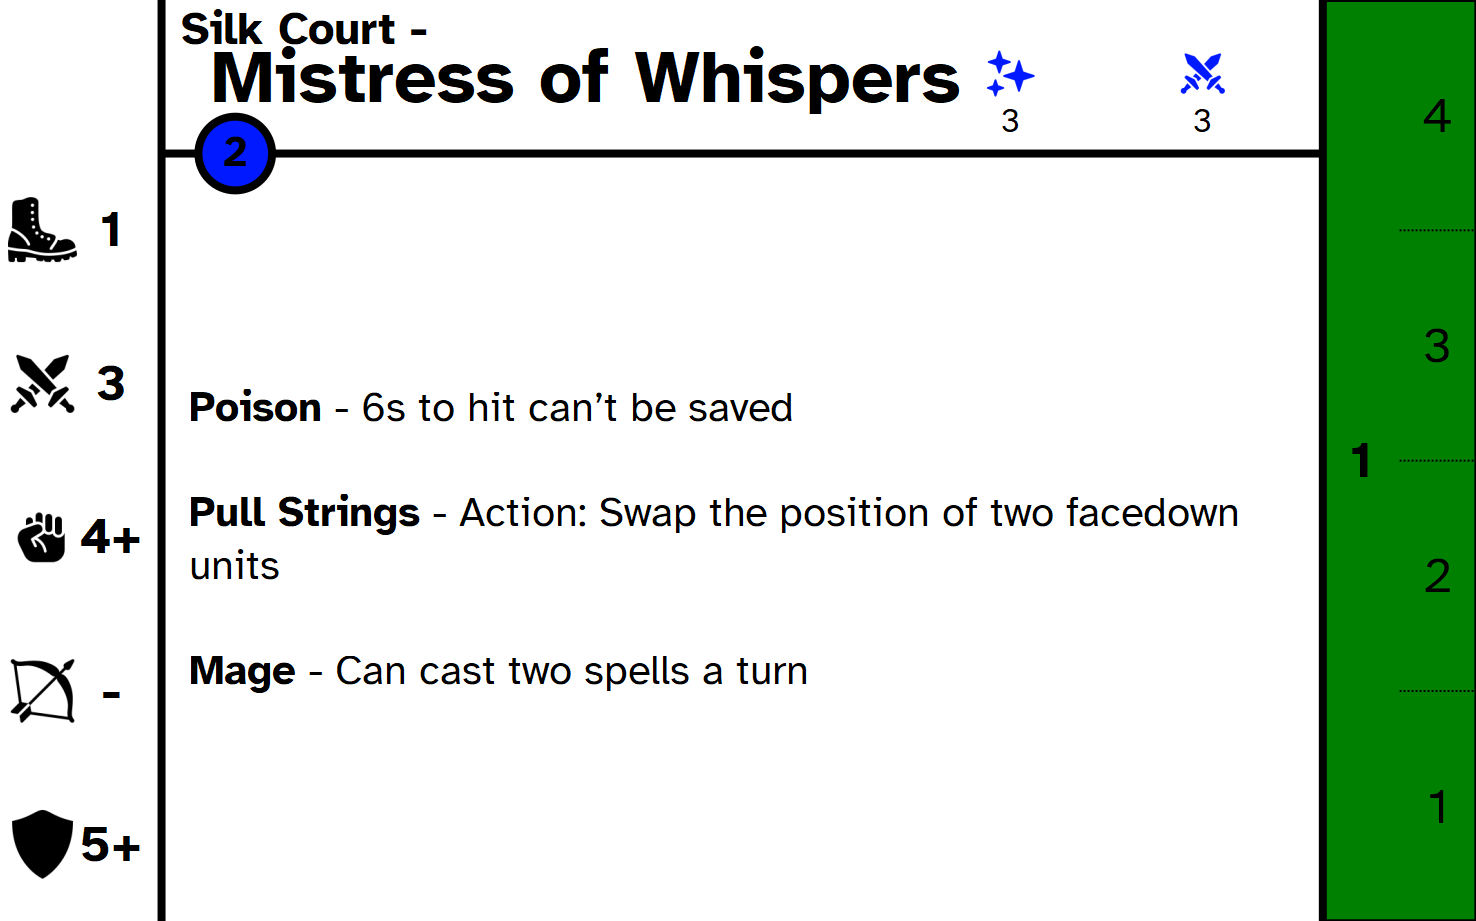 Silk Court -
Mistress of Whispers
3
3
2
1
3
4+
-
5+
Poison - 6s to hit can’t be saved
Pull Strings - Action: Swap the position of two facedown
units
Mage - Can cast two spells a turn
4
3
1
2
1